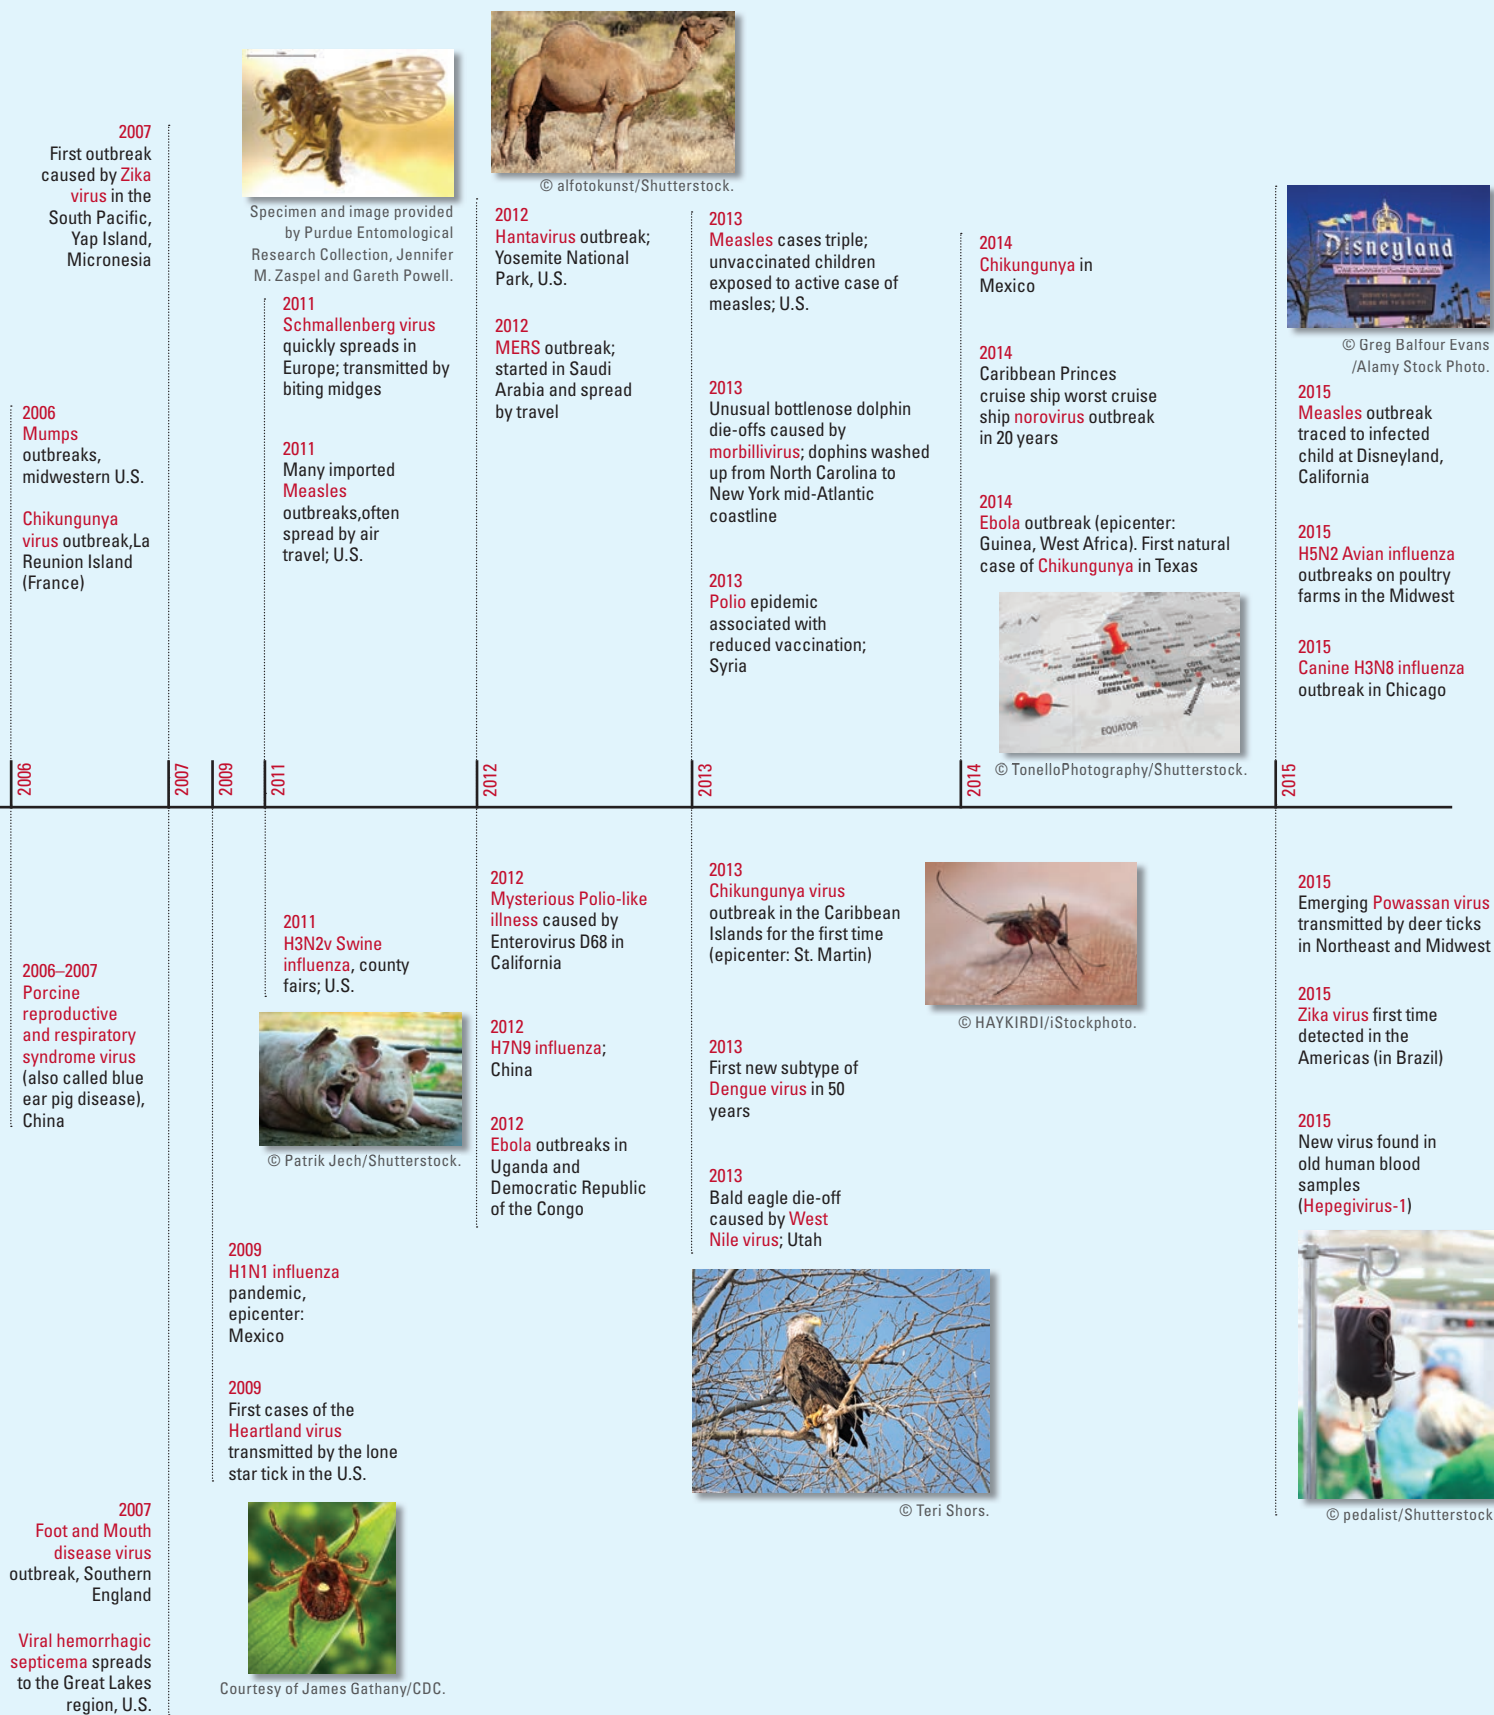 2007
First outbreak
caused by Zika
virus in the
South Pacific,
Yap Island,
Micronesia
2006
Mumps
outbreaks,
midwestern U.S.
Chikungunya
virus outbreak,La
Reunion Island
(France)
Specimen and image provided
by Purdue Entomological
Research Collection, Jennifer
M. Zaspel and Gareth Powell.
2011
Schmallenberg virus
quickly spreads in
Europe; transmitted by
biting midges
2011
Many imported
Measles
outbreaks,often
spread by air
travel; U.S.
© alfotokunst/Shutterstock.
2012
Hantavirus outbreak;
Yosemite National
Park, U.S.
2012
MERS outbreak;
started in Saudi
Arabia and spread
by travel
2013
Measles cases triple;
unvaccinated children
exposed to active case of
measles; U.S.
2013
Unusual bottlenose dolphin
die-offs caused by
morbillivirus; dophins washed
up from North Carolina to
New York mid-Atlantic
coastline
2013
Polio epidemic
associated with
reduced vaccination;
Syria
2014
Chikungunya in
Mexico
2014
Caribbean Princes
cruise ship worst cruise
ship norovirus outbreak
in 20 years
2014
Ebola outbreak (epicenter:
Guinea, West Africa). First natural
case of Chikungunya in Texas
MAURITANIA
MALI
GUINEA
GUINE BISSAU
SIERRA LEONE
LIBERIA
EQUATOR
© TonelloPhotography/Shutterstock.
Disneyland
© Greg Balfour Evans
/Alamy Stock Photo.
2015
Measles outbreak
traced to infected
child at Disneyland,
California
2015
H5N2 Avian influenza
outbreaks on poultry
farms in the Midwest
2015
Canine H3N8 influenza
outbreak in Chicago
2006
2007
2009
2011
2012
2013
2014
2015
2006–2007
Porcine
reproductive
and respiratory
syndrome virus
(also called blue
ear pig disease),
China
2007
Foot and Mouth
disease virus
outbreak, Southern
England
Viral hemorrhagic
septicema spreads
to the Great Lakes
region, U.S.
2011
H3N2v Swine
influenza, county
fairs; U.S.
© Patrik Jech/Shutterstock.
2009
H1N1 influenza
pandemic,
epicenter:
Mexico
2009
First cases of the
Heartland virus
transmitted by the lone
star tick in the U.S.
Courtesy of James Gathany/CDC.
2012
Mysterious Polio-like
illness caused by
Enterovirus D68 in
California
2012
H7N9 influenza;
China
2012
Ebola outbreaks in
Uganda and
Democratic Republic
of the Congo
2013
Chikungunya virus
outbreak in the Caribbean
Islands for the first time
(epicenter: St. Martin)
© HAYKIRDI/iStockphoto.
2013
First new subtype of
Dengue virus in 50
years
2013
Bald eagle die-off
caused by West
Nile virus; Utah
© Teri Shors.
2015
Emerging Powassan virus
transmitted by deer ticks
in Northeast and Midwest
2015
Zika virus first time
detected in the
Americas (in Brazil)
2015
New virus found in
old human blood
samples
(Hepegivirus-1)
© pedalist/Shutterstock